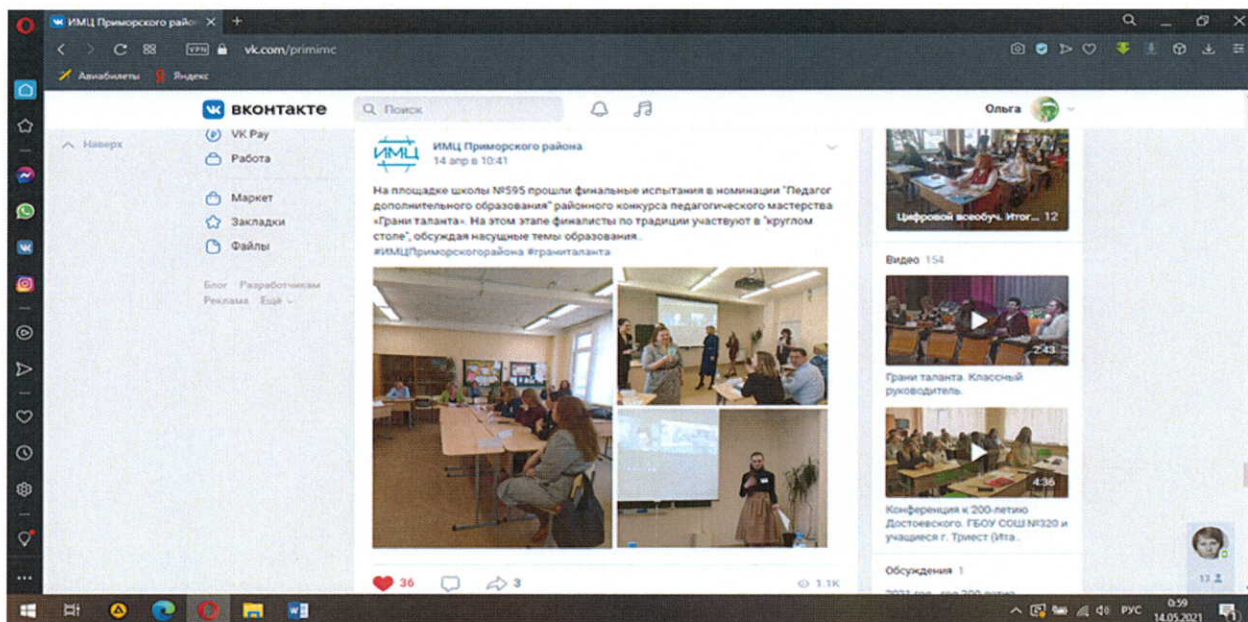 ИМЦ Приморского райо
VPN
vk.com/primimc
Авиабилеты
Яндекс
вконтакте
Поиск
Ольга
Наверх
VK Pay
Работа
Маркет
Закладки
Файлы
Блог Разработчикам
Реклама Ещё
ИМЦ
ИМЦ Приморского района
14 апр в 10:41
На площадке школы №595 прошли финальные испытания в номинации "Педагог
дополнительного образования" районного конкурса педагогического мастерства
«Грани таланта». На этом этапе финалисты по традиции участвуют в "круглом
столе", обсуждая насущные темы образования..
#ИМЦПриморскогорайона #граниталанта
36
3
1.1K
Цифровой всеобуч. Итог... 12
Видео 154
2:43
Грани таланта. Классный
руководитель.
4:36
Конференция к 200-летию
Достоевского. ГБОУ СОШ №320 и
учащиеся г. Триест (Ита..
Обсуждения 1
13
РУС
0:59
14.05.2021